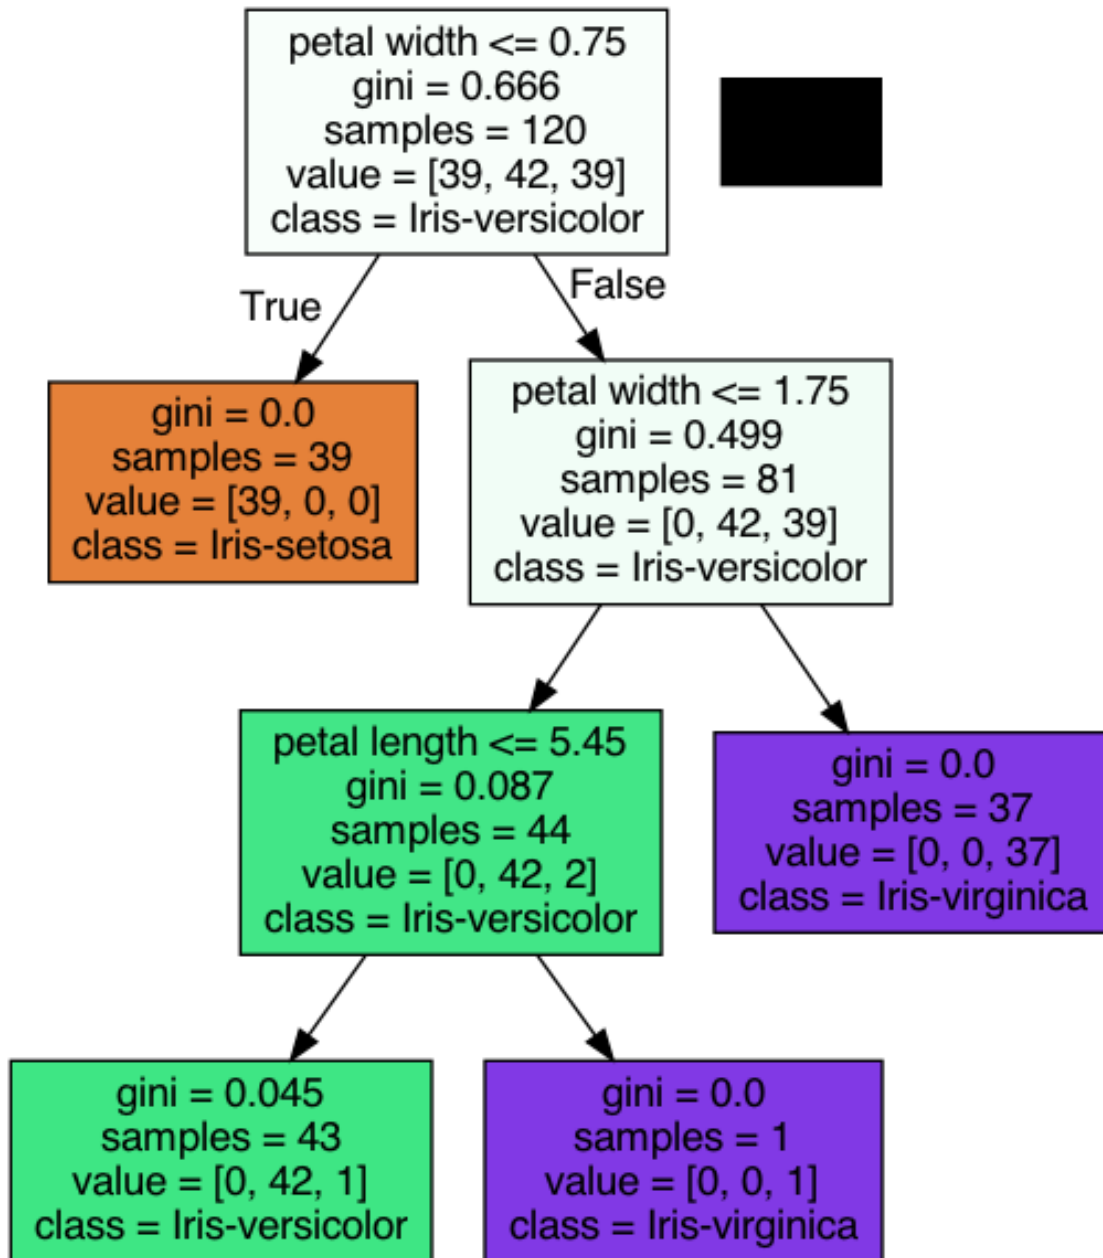 petal width <= 0.75
gini = 0.666
samples = 120
value = [39, 42, 39]
class = Iris-versicolor
True
False
gini = 0.0
samples = 39
value = [39, 0, 0]
class = Iris-setosa
petal width <= 1.75
gini = 0.499
samples = 81
value = [0, 42, 39]
class = Iris-versicolor
petal length <= 5.45
gini = 0.087
samples = 44
value = [0, 42, 2]
class = Iris-versicolor
gini = 0.0
samples = 37
value = [0, 0, 37]
class = Iris-virginica
gini = 0.045
samples = 43
value = [0, 42, 1]
class = Iris-versicolor
gini = 0.0
samples = 1
value = [0, 0, 1]
class = Iris-virginica